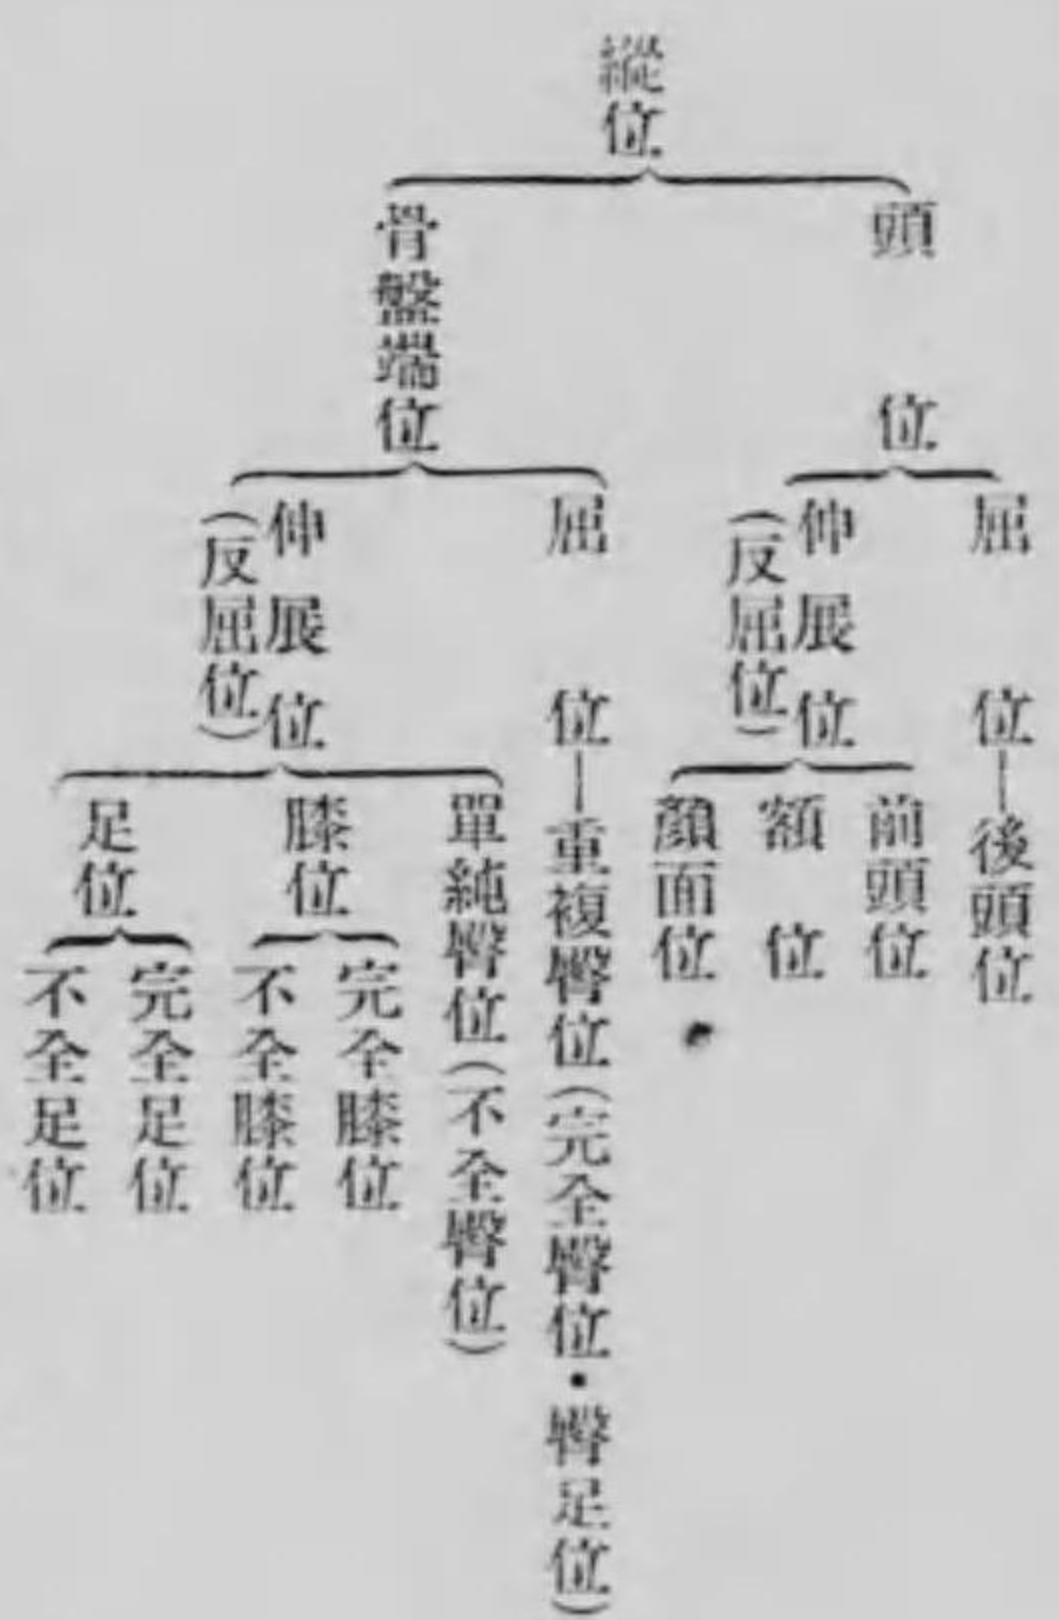 縱位
頭位
屈位―後頭位
伸展位
(反屈位)
前頭位
額位
顏面位
骨盤端位
屈位―重複臀位(完全臀位・臀足位)
伸展位
(反屈位)
單純臀位(不全臀位)
膝位
完全膝位
不全膝位
足位
完全足位
不全足位